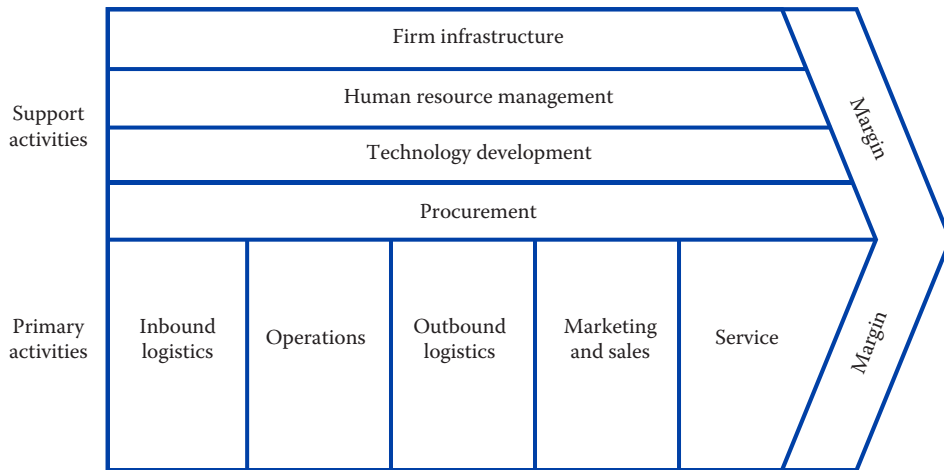 Firm infrastructure
Human resource management
Technology development
Procurement
Support
activities
Margin
Primary
activities
Inbound
logistics
Operations
Outbound
logistics
Marketing
and sales
Service
Margin